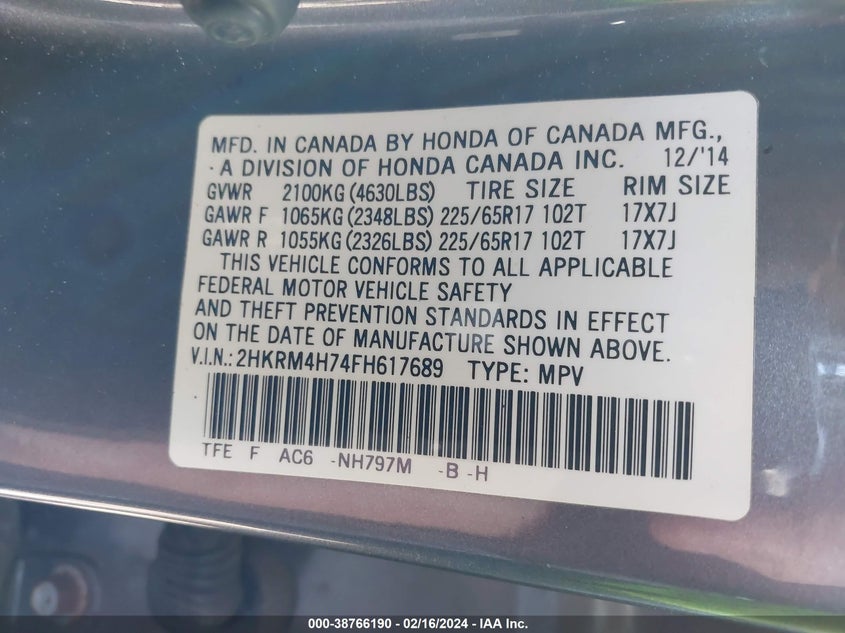 MFD. IN CANADA BY HONDA OF CANADA MFG.,
A DIVISION OF HONDA CANADA INC. 12/'14
GVWR 2100KG (4630LBS) TIRE SIZE RIM SIZE
GAWR F 1065KG (2348LBS) 225/65R17 102T 17X7J
GAWR R 1055KG (2326LBS) 225/65R17 102T 17X7J
THIS VEHICLE CONFORMS TO ALL APPLICABLE
FEDERAL MOTOR VEHICLE SAFETY
AND THEFT PREVENTION STANDARDS IN EFFECT
ON THE DATE OF MANUFACTURE SHOWN ABOVE.
V.I.N.: 2HKRM4H74FH617689 TYPE: MPV
TFE F AC6 -NH797M -B -H
000-38766190 - 02/16/2024 - IAA Inc.